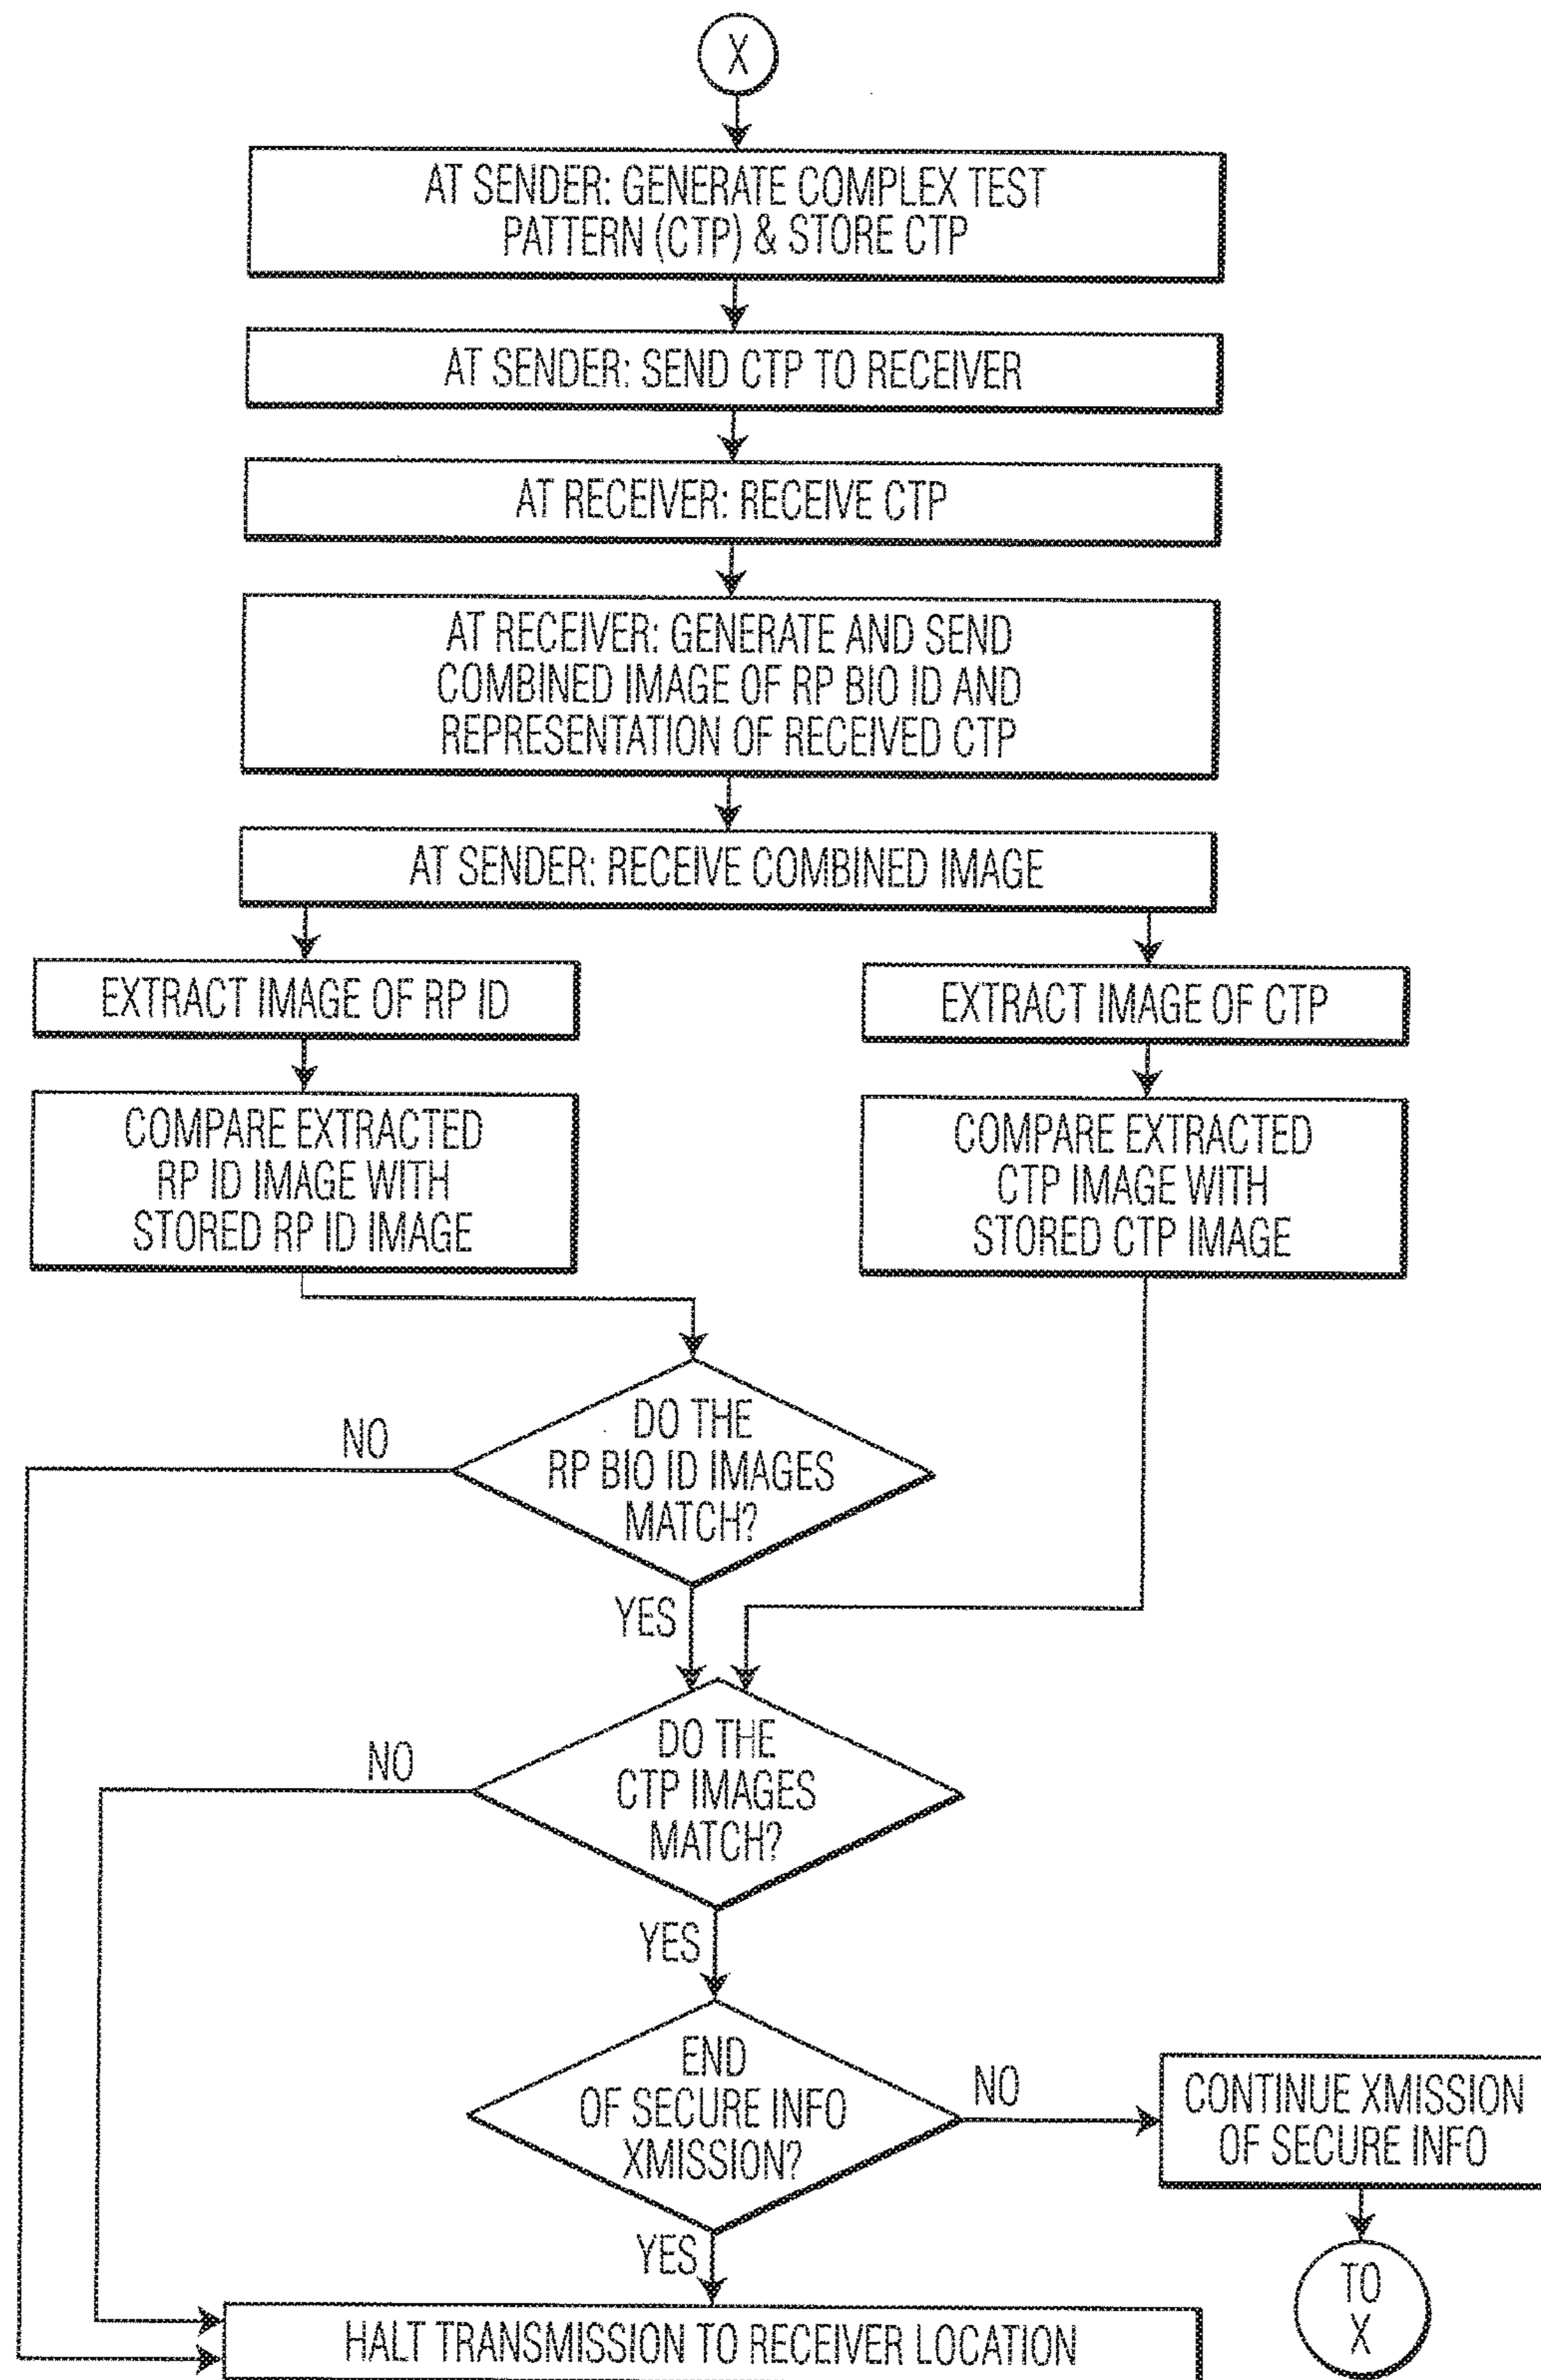 X
AT SENDER: GENERATE COMPLEX TEST
PATTERN (CTP) & STORE CTP
AT SENDER: SEND CTP TO RECEIVER
AT RECEIVER: RECEIVE CTP
AT RECEIVER: GENERATE AND SEND
COMBINED IMAGE OF RP BIO ID AND
REPRESENTATION OF RECEIVED CTP
AT SENDER: RECEIVE COMBINED IMAGE
EXTRACT IMAGE OF RP ID
EXTRACT IMAGE OF CTP
COMPARE EXTRACTED
RP ID IMAGE WITH
STORED RP ID IMAGE
COMPARE EXTRACTED
CTP IMAGE WITH
STORED CTP IMAGE
DO THE
RP BIO ID IMAGES
MATCH?
NO
YES
DO THE
CTP IMAGES
MATCH?
NO
YES
END
OF SECURE INFO
XMISSION?
NO
CONTINUE XMISSION
OF SECURE INFO
YES
TO
X
HALT TRANSMISSION TO RECEIVER LOCATION